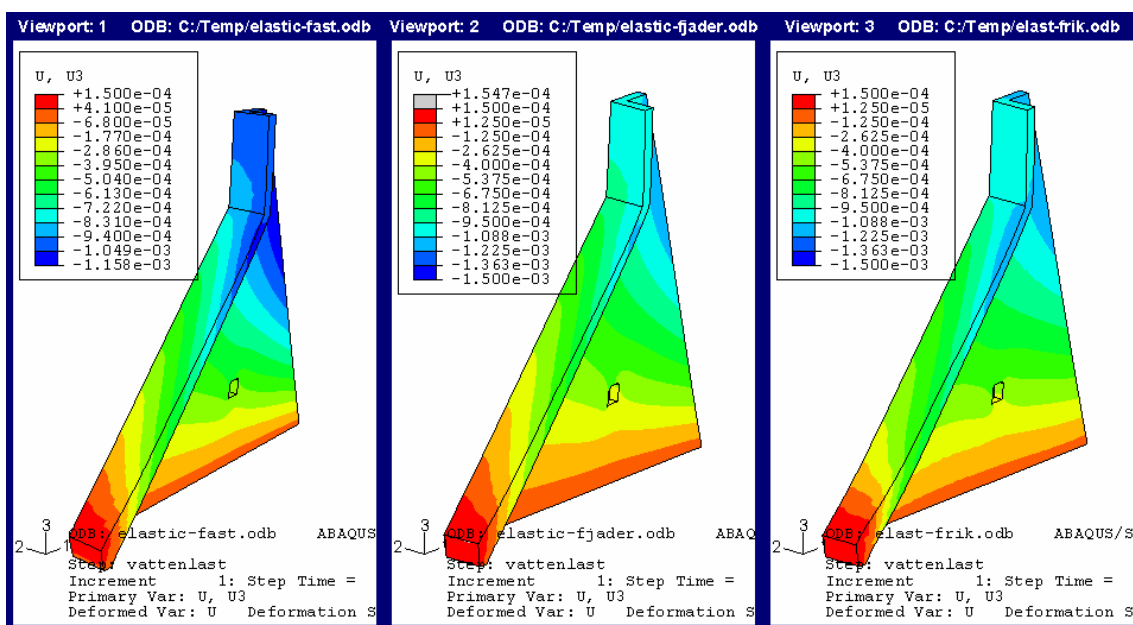 Viewport: 1 ODB: C:/Temp/elastic-fast.odb
U, U3
+1.500e-04
+4.100e-05
-6.800e-05
-1.770e-04
-2.860e-04
-3.950e-04
-5.040e-04
-6.130e-04
-7.220e-04
-8.310e-04
-9.400e-04
-1.049e-03
-1.158e-03
3
2
1
ODB: elastic-fast.odb ABAQUS
Step: vattenlast
Increment 1: Step Time =
Primary Var: U, U3
Deformed Var: U Deformation S
Viewport: 2 ODB: C:/Temp/elastic-fjader.odb
U, U3
+1.547e-04
+1.500e-04
+1.250e-05
-1.250e-04
-2.625e-04
-4.000e-04
-5.375e-04
-6.750e-04
-8.125e-04
-9.500e-04
-1.088e-03
-1.225e-03
-1.363e-03
-1.500e-03
3
2
ODB: elastic-fjader.odb ABAQ
Step: vattenlast
Increment 1: Step Time =
Primary Var: U, U3
Deformed Var: U Deformation S
Viewport: 3 ODB: C:/Temp/elast-frik.odb
U, U3
+1.500e-04
+1.250e-05
-1.250e-04
-2.625e-04
-4.000e-04
-5.375e-04
-6.750e-04
-8.125e-04
-9.500e-04
-1.088e-03
-1.225e-03
-1.363e-03
-1.500e-03
3
2
ODB: elast-frik.odb ABAQUS/S
Step: vattenlast
Increment 1: Step Time =
Primary Var: U, U3
Deformed Var: U Deformation S